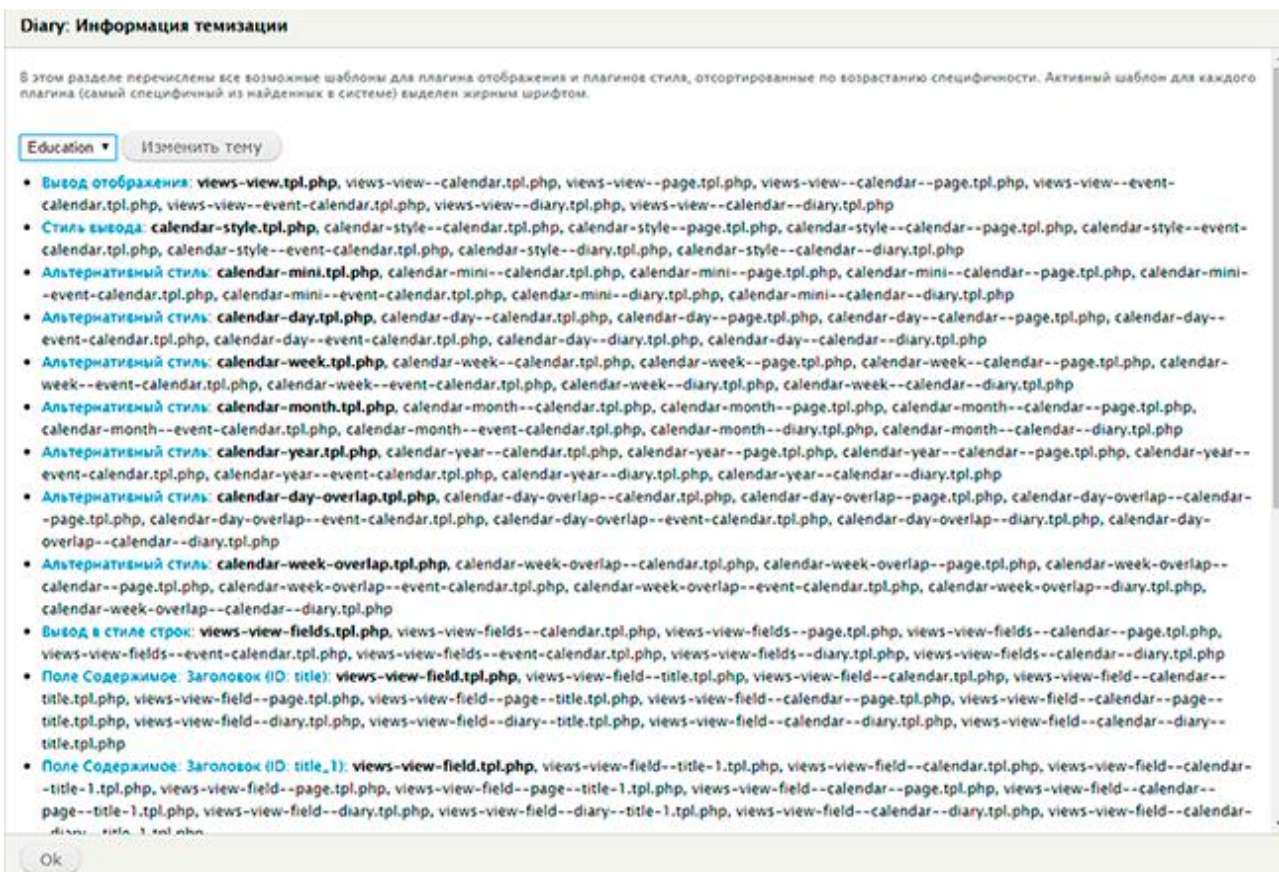 Diary: Информация темизации
В этом разделе перечислены все возможные шаблоны для плагина отображения и плагинов стиля, отсортированные по возрастанию специфичности. Активный шаблон для каждого
плагина (самый специфичный из найденных в системе) выделен жирным шрифтом.
Education ▼ Изменить тему
• Вывод отображения: views-view.tpl.php, views-view--calendar.tpl.php, views-view--page.tpl.php, views-view--calendar--page.tpl.php, views-view--event-
calendar.tpl.php, views-view--event-calendar.tpl.php, views-view--diary.tpl.php, views-view--calendar--diary.tpl.php
• Стиль вывода: calendar-style.tpl.php, calendar-style--calendar.tpl.php, calendar-style--page.tpl.php, calendar-style--calendar--page.tpl.php, calendar-style--event-
calendar.tpl.php, calendar-style--event-calendar.tpl.php, calendar-style--diary.tpl.php, calendar-style--calendar--diary.tpl.php
• Альтернативный стиль: calendar-mini.tpl.php, calendar-mini--calendar.tpl.php, calendar-mini--page.tpl.php, calendar-mini--calendar--page.tpl.php, calendar-mini-
-event-calendar.tpl.php, calendar-mini--event-calendar.tpl.php, calendar-mini--diary.tpl.php, calendar-mini--calendar--diary.tpl.php
• Альтернативный стиль: calendar-day.tpl.php, calendar-day--calendar.tpl.php, calendar-day--page.tpl.php, calendar-day--calendar--page.tpl.php, calendar-day--
event-calendar.tpl.php, calendar-day--event-calendar.tpl.php, calendar-day--diary.tpl.php, calendar-day--calendar--diary.tpl.php
• Альтернативный стиль: calendar-week.tpl.php, calendar-week--calendar.tpl.php, calendar-week--page.tpl.php, calendar-week--calendar--page.tpl.php, calendar-
week--event-calendar.tpl.php, calendar-week--event-calendar.tpl.php, calendar-week--diary.tpl.php, calendar-week--calendar--diary.tpl.php
• Альтернативный стиль: calendar-month.tpl.php, calendar-month--calendar.tpl.php, calendar-month--page.tpl.php, calendar-month--calendar--page.tpl.php,
calendar-month--event-calendar.tpl.php, calendar-month--event-calendar.tpl.php, calendar-month--diary.tpl.php, calendar-month--calendar--diary.tpl.php
• Альтернативный стиль: calendar-year.tpl.php, calendar-year--calendar.tpl.php, calendar-year--page.tpl.php, calendar-year--calendar--page.tpl.php, calendar-year--
event-calendar.tpl.php, calendar-year--event-calendar.tpl.php, calendar-year--diary.tpl.php, calendar-year--calendar--diary.tpl.php
• Альтернативный стиль: calendar-day-overlap.tpl.php, calendar-day-overlap--calendar.tpl.php, calendar-day-overlap--page.tpl.php, calendar-day-overlap--calendar-
-page.tpl.php, calendar-day-overlap--event-calendar.tpl.php, calendar-day-overlap--event-calendar.tpl.php, calendar-day-overlap--diary.tpl.php, calendar-day-
overlap--calendar--diary.tpl.php
• Альтернативный стиль: calendar-week-overlap.tpl.php, calendar-week-overlap--calendar.tpl.php, calendar-week-overlap--page.tpl.php, calendar-week-overlap--
calendar--page.tpl.php, calendar-week-overlap--event-calendar.tpl.php, calendar-week-overlap--event-calendar.tpl.php, calendar-week-overlap--diary.tpl.php,
calendar-week-overlap--calendar--diary.tpl.php
• Вывод в стиле строк: views-view-fields.tpl.php, views-view-fields--calendar.tpl.php, views-view-fields--page.tpl.php, views-view-fields--calendar--page.tpl.php,
views-view-fields--event-calendar.tpl.php, views-view-fields--event-calendar.tpl.php, views-view-fields--diary.tpl.php, views-view-fields--calendar--diary.tpl.php
• Поле Содержимое: Заголовок (ID: title): views-view-field.tpl.php, views-view-field--title.tpl.php, views-view-field--calendar.tpl.php, views-view-field--calendar--
title.tpl.php, views-view-field--page.tpl.php, views-view-field--page--title.tpl.php, views-view-field--calendar--page.tpl.php, views-view-field--calendar--page--
title.tpl.php, views-view-field--diary.tpl.php, views-view-field--diary--title.tpl.php, views-view-field--calendar--diary.tpl.php, views-view-field--calendar--diary--
title.tpl.php
• Поле Содержимое: Заголовок (ID: title_1): views-view-field.tpl.php, views-view-field--title-1.tpl.php, views-view-field--calendar.tpl.php, views-view-field--calendar-
-title-1.tpl.php, views-view-field--page.tpl.php, views-view-field--page--title-1.tpl.php, views-view-field--calendar--page.tpl.php, views-view-field--calendar--
page--title-1.tpl.php, views-view-field--diary.tpl.php, views-view-field--diary--title-1.tpl.php, views-view-field--calendar--diary.tpl.php, views-view-field--calendar-
-diary--title-1.tpl.php
Ok